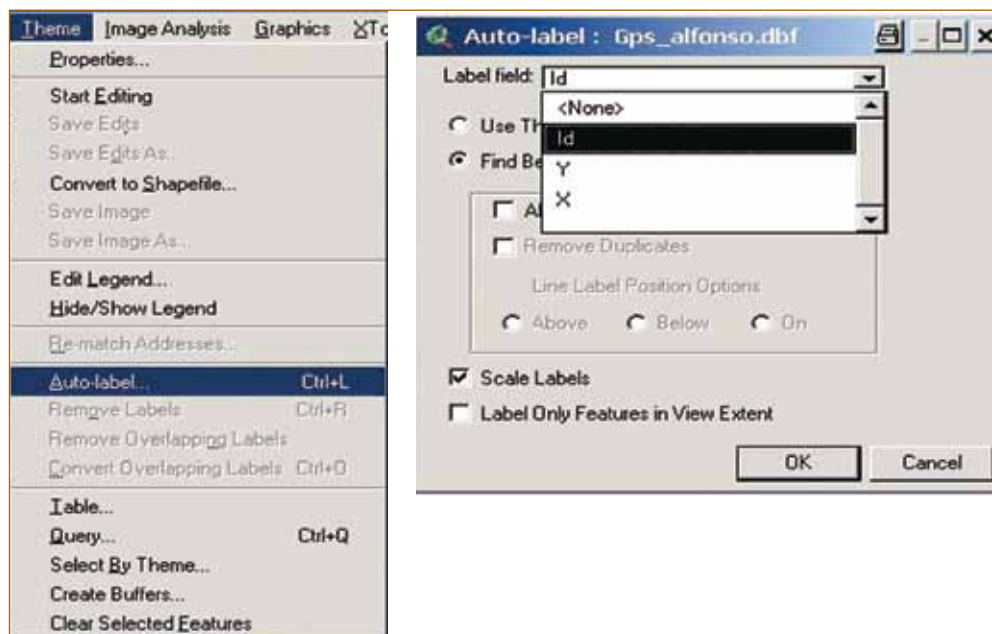 Theme Image Analysis Graphics
Properties...
Start Editing
Save Edits
Save Edits As...
Convert to Shapefile...
Save Image
Save Image As...
Edit Legend...
Hide/Show Legend
Re-match Addresses...
Auto-label... Ctrl+L
Remove Labels Ctrl+R
Remove Overlapping Labels
Convert Overlapping Labels Ctrl+O
Table...
Query... Ctrl+Q
Select By Theme...
Create Buffers...
Clear Selected Features
Auto-label : Gps_alfonso.dbf
Label field: Id
<None>
Id
Y
X
Use Th
Find Be
Al
Remove Duplicates
Line Label Position Options
Above Below On
Scale Labels
Label Only Features in View Extent
OK Cancel